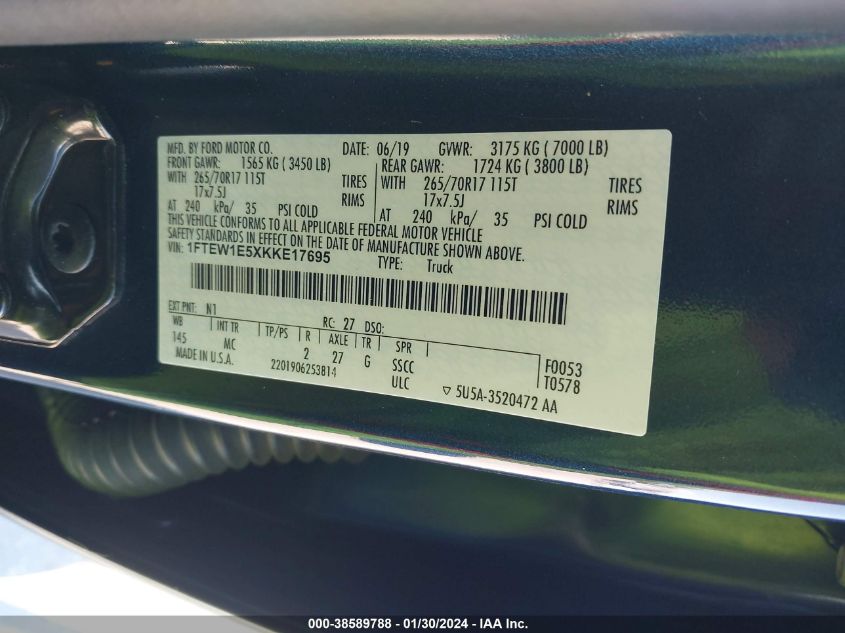 MFD. BY FORD MOTOR CO. DATE: 06/19 GVWR: 3175 KG ( 7000 LB)
FRONT GAWR: 1565 KG ( 3450 LB) REAR GAWR: 1724 KG ( 3800 LB)
WITH 265/70R17 115T TIRES WITH 265/70R17 115T TIRES
17x7.5J RIMS 17x7.5J RIMS
AT 240 kPa/ 35 PSI COLD AT 240 kPa/ 35 PSI COLD
THIS VEHICLE CONFORMS TO ALL APPLICABLE FEDERAL MOTOR VEHICLE
SAFETY STANDARDS IN EFFECT ON THE DATE OF MANUFACTURE SHOWN ABOVE.
VIN: 1FTEW1E5XKKE17695 TYPE: Truck
EXT PNT: N1 RC: 27 DSO:
WB INT TR TP/PS R AXLE TR SPR
145 MC 2 27 G SSCC F0053
MADE IN U.S.A. 2201906253814 ULC T0578
▽ 5U5A-3520472 AA
000-38589788 - 01/30/2024 - IAA Inc.